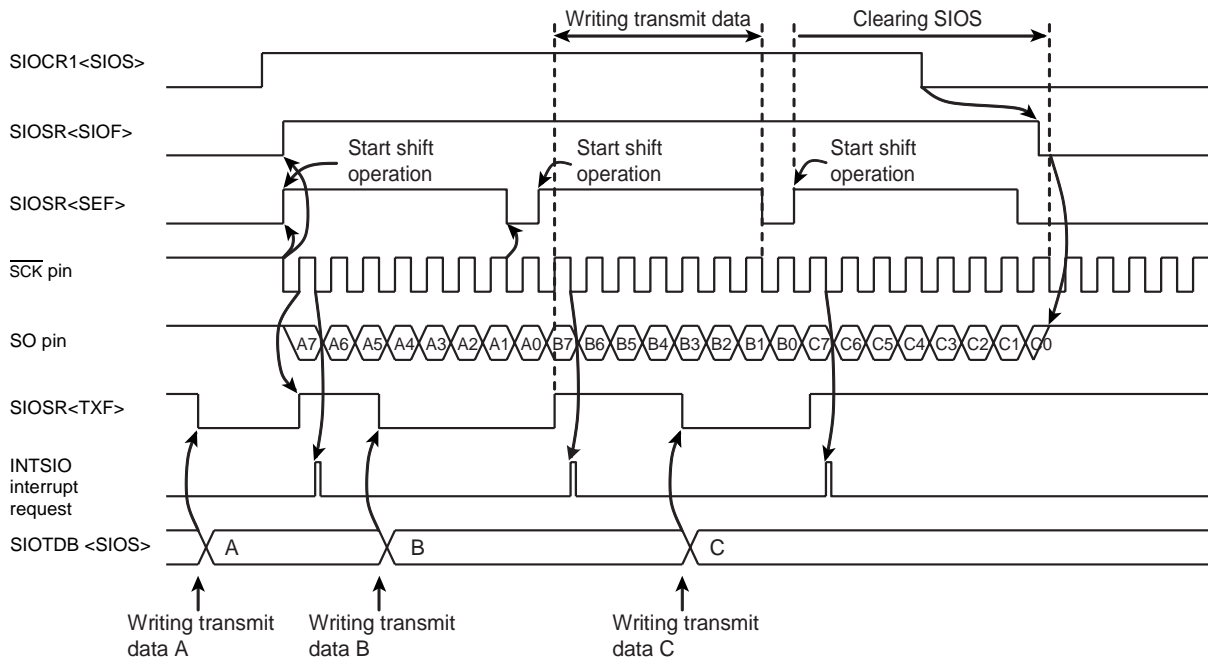 Writing transmit data
Clearing SIOS
SIOCR1<SIOS>
SIOSR<SIOF>
Start shift
operation
Start shift
operation
Start shift
operation
SIOSR<SEF>
SCK pin
SO pin
A7 A6 A5 A4 A3 A2 A1 A0 B7 B6 B5 B4 B3 B2 B1 B0 C7 C6 C5 C4 C3 C2 C1 C0
SIOSR<TXF>
INTSIO
interrupt
request
SIOTDB <SIOS>
A
B
C
Writing transmit
data A
Writing transmit
data B
Writing transmit
data C